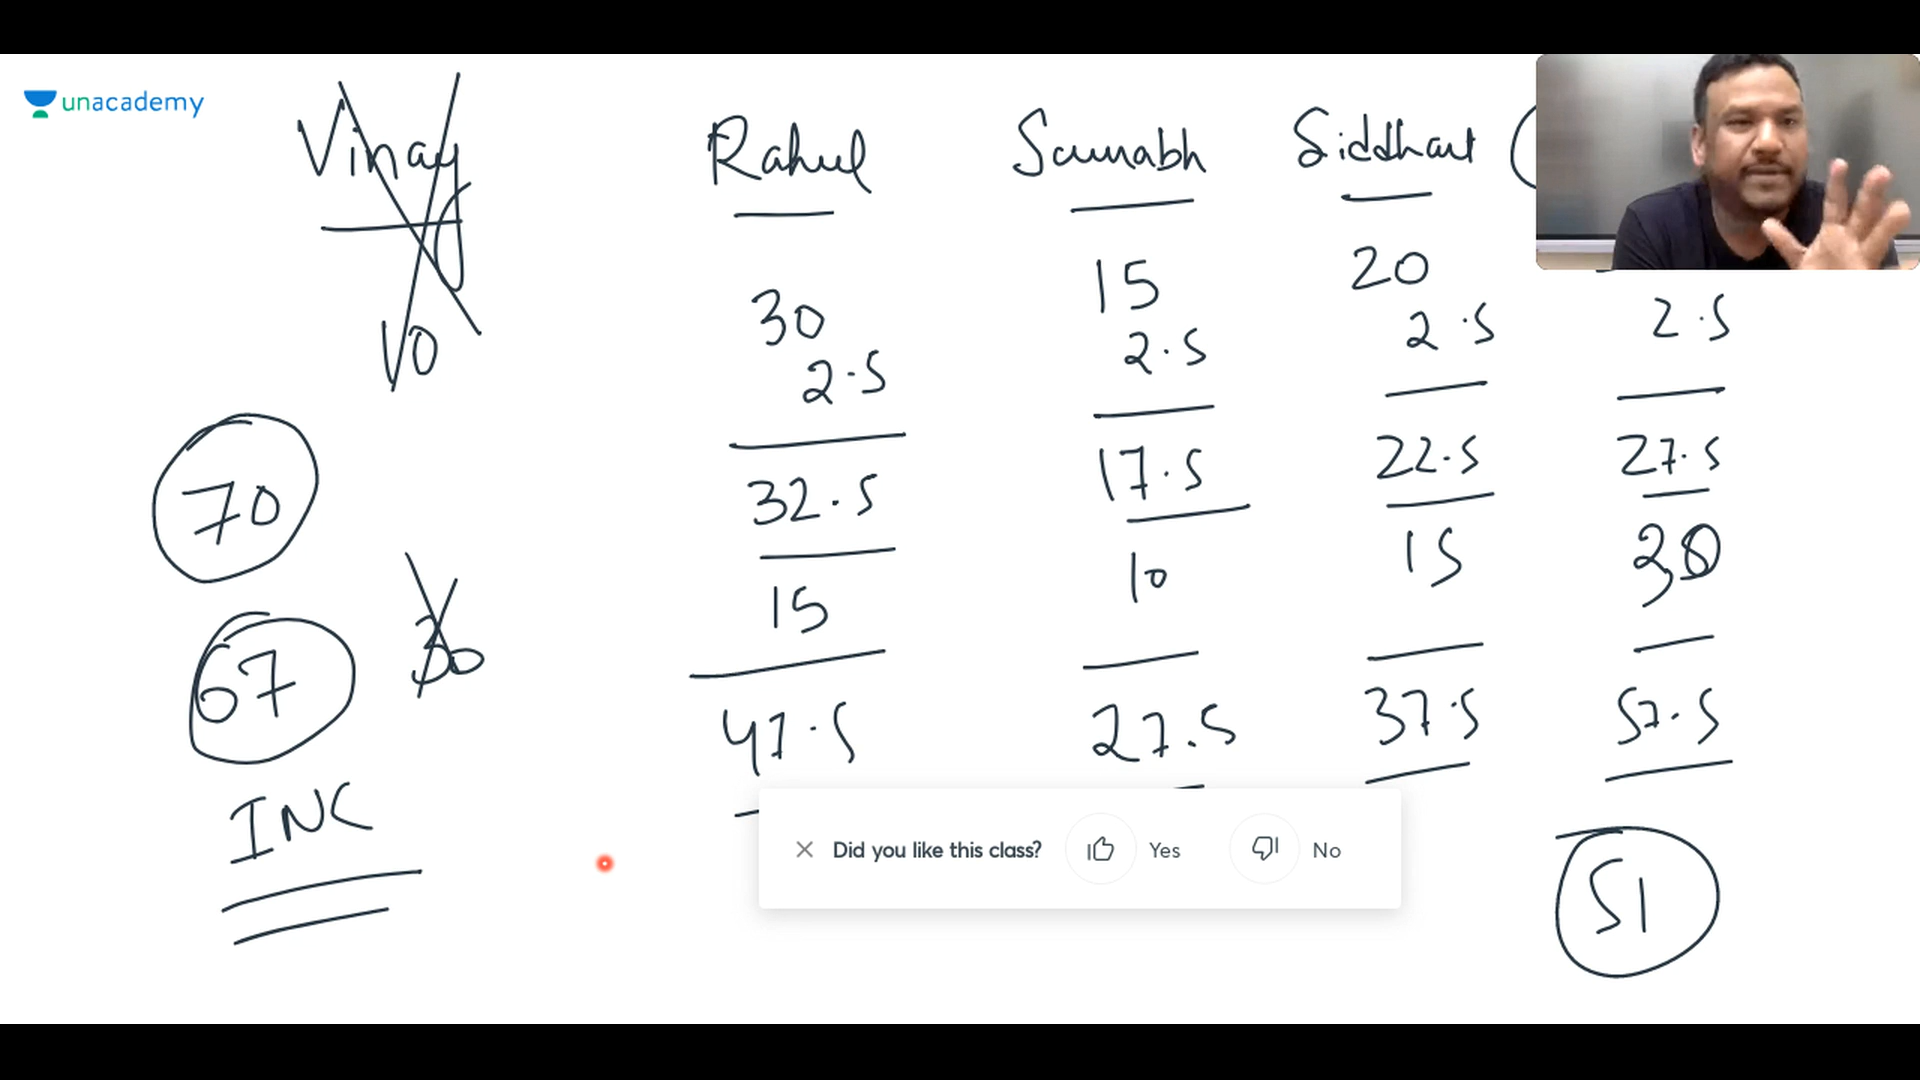 unacademy
Vinay Rahul Saurabh Siddhant (
10 30 15 20
2.5 2.5 2.5 2.5
32.5 17.5 22.5 27.5
70
15 10 15 30
67 30
47.5 27.5 37.5 57.5
INC
Did you like this class? Yes No
51